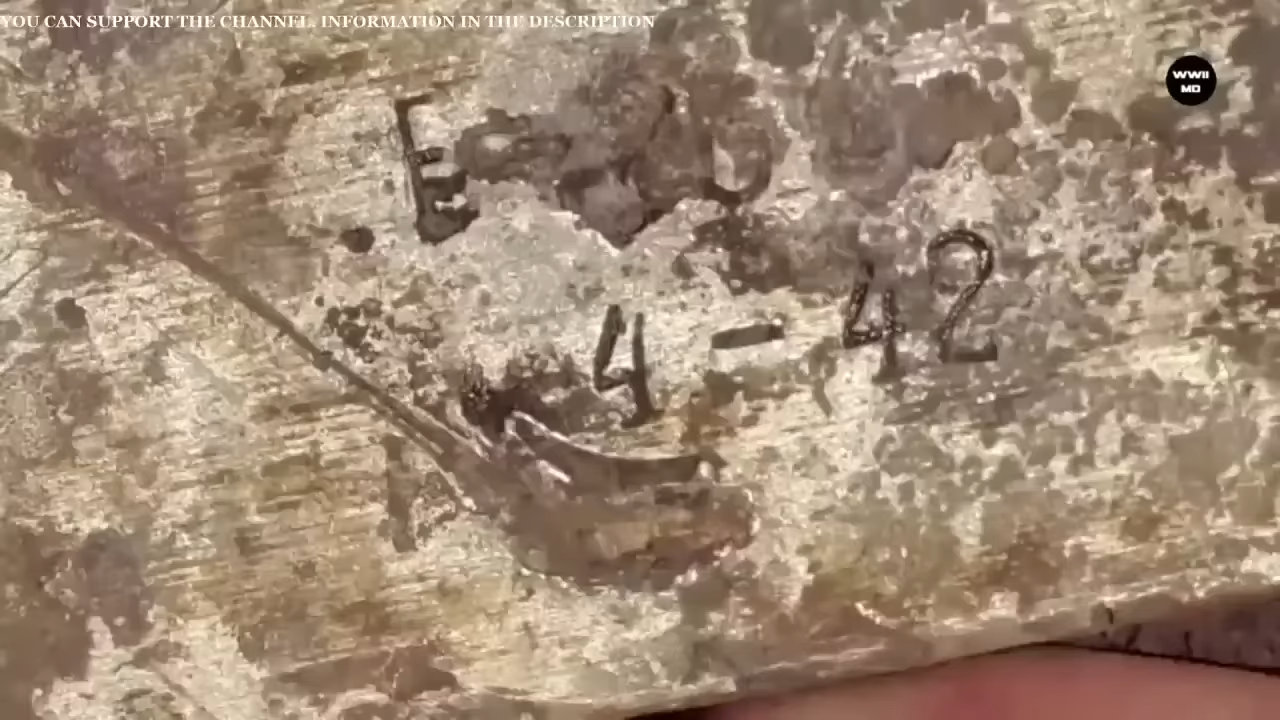 YOU CAN SUPPORT THE CHANNEL. INFORMATION IN THE DESCRIPTION
WWII
MD
4-42